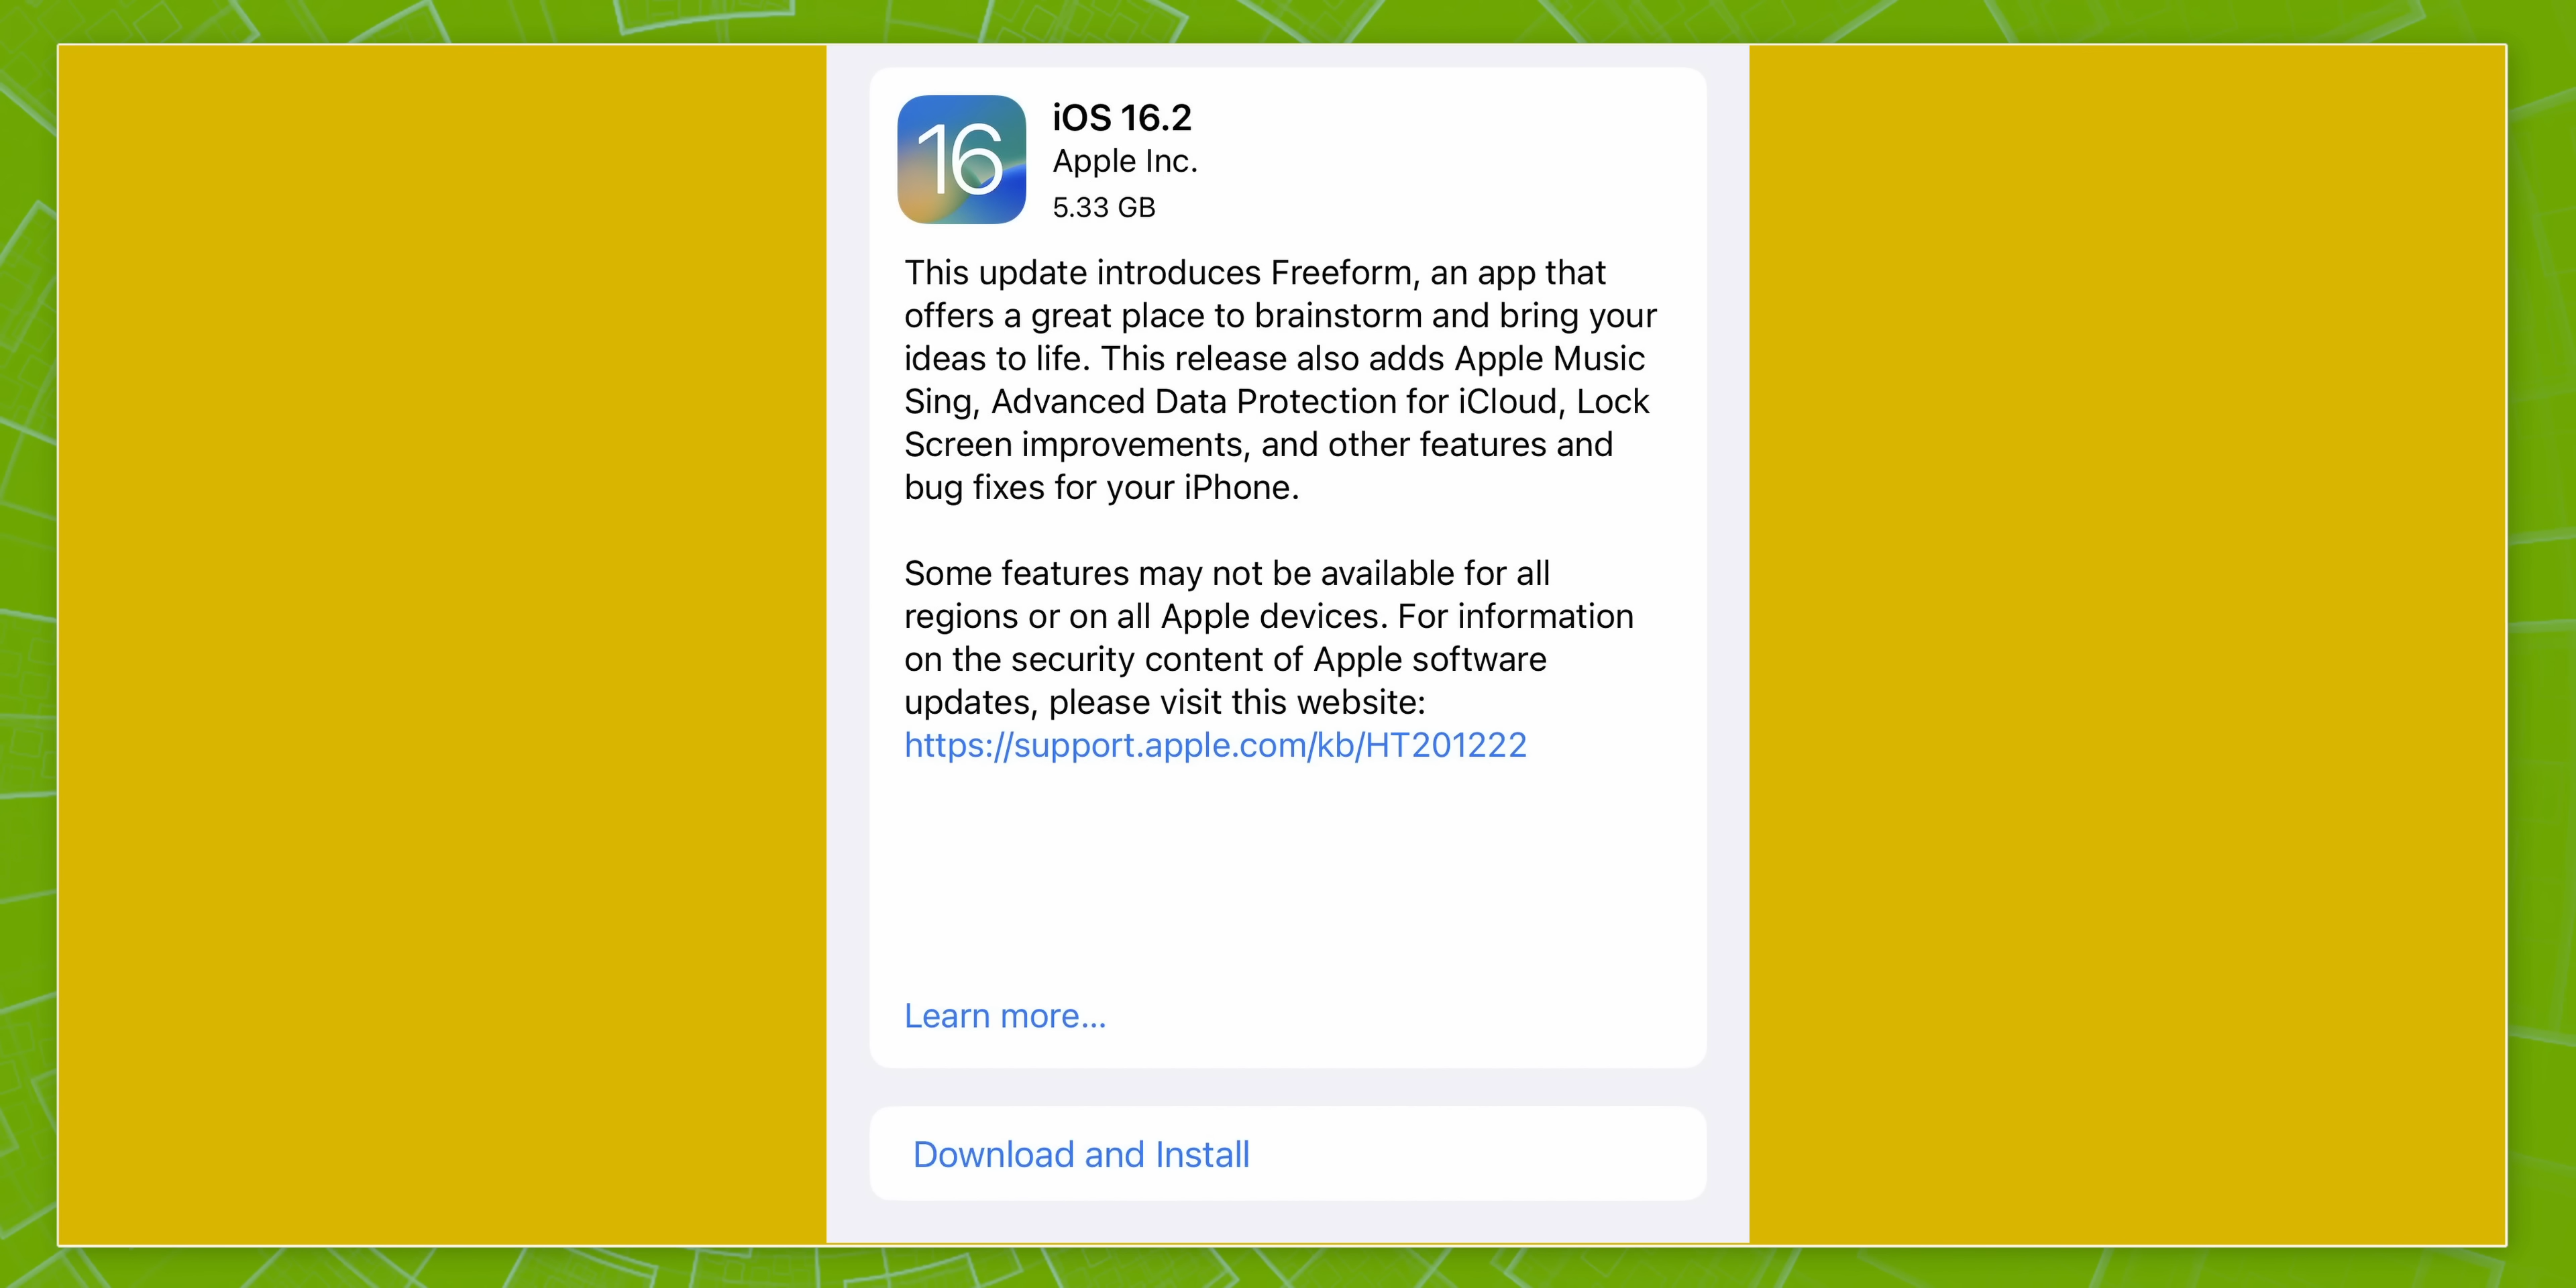 16
iOS 16.2
Apple Inc.
5.33 GB
This update introduces Freeform, an app that
offers a great place to brainstorm and bring your
ideas to life. This release also adds Apple Music
Sing, Advanced Data Protection for iCloud, Lock
Screen improvements, and other features and
bug fixes for your iPhone.
Some features may not be available for all
regions or on all Apple devices. For information
on the security content of Apple software
updates, please visit this website:
https://support.apple.com/kb/HT201222
Learn more...
Download and Install